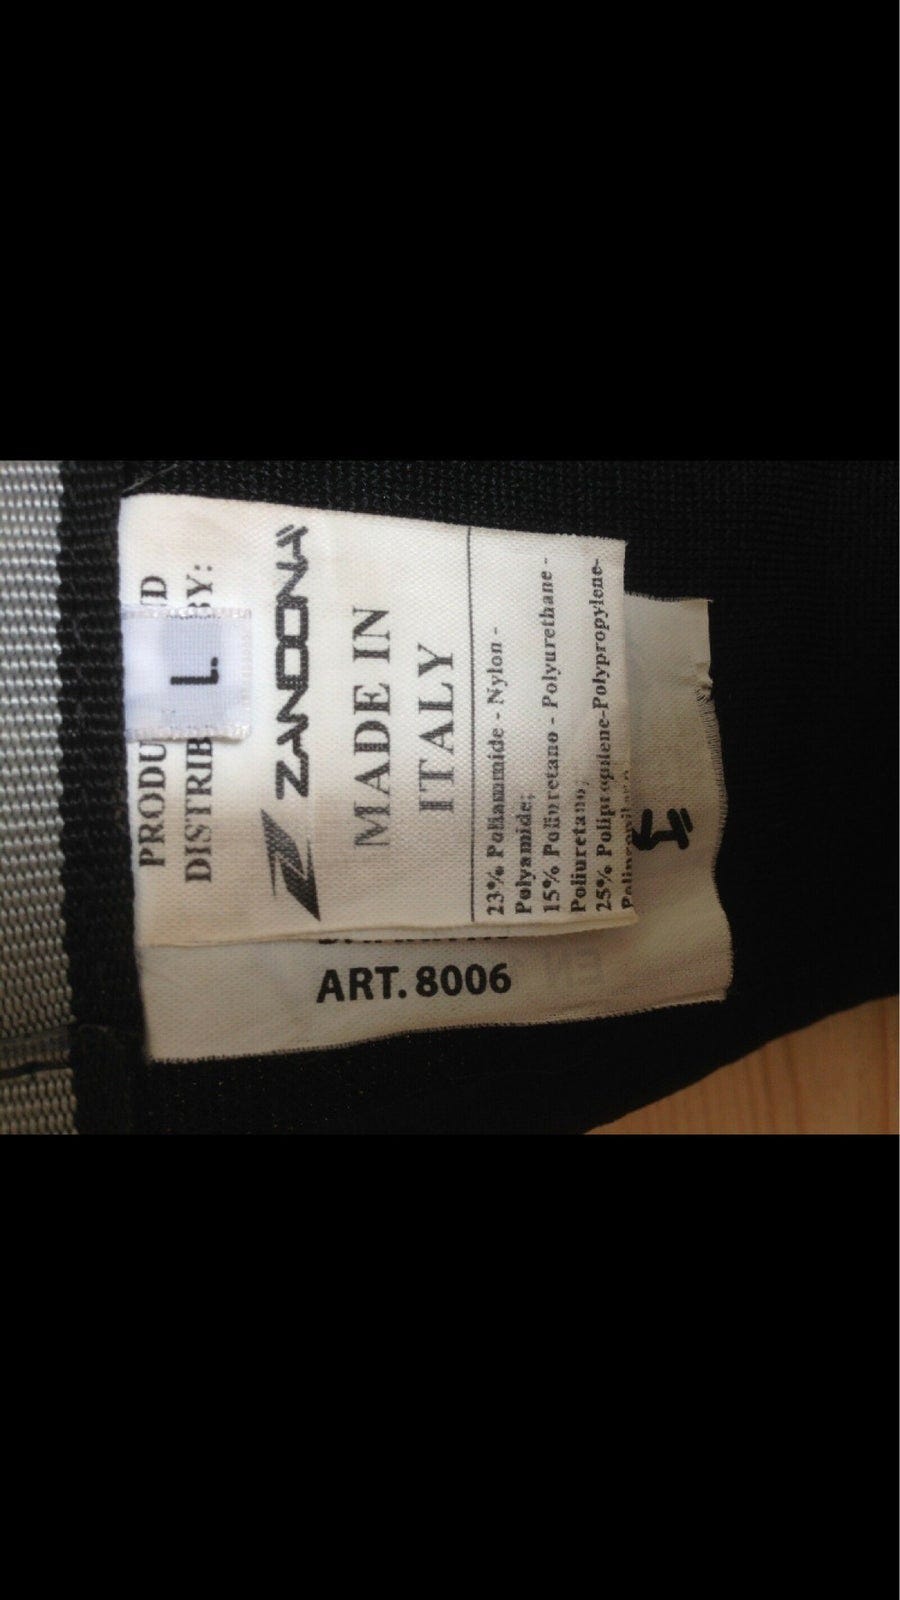 L.
PRODU D
DISTRIB BY:
ZANDONA'
MADE IN
ITALY
23% Poliammide - Nylon -
Polyamide;
15% Poliuretano - Polyurethane -
Poliuretano;
25% Polipropilene-Polypropylene-
ART. 8006